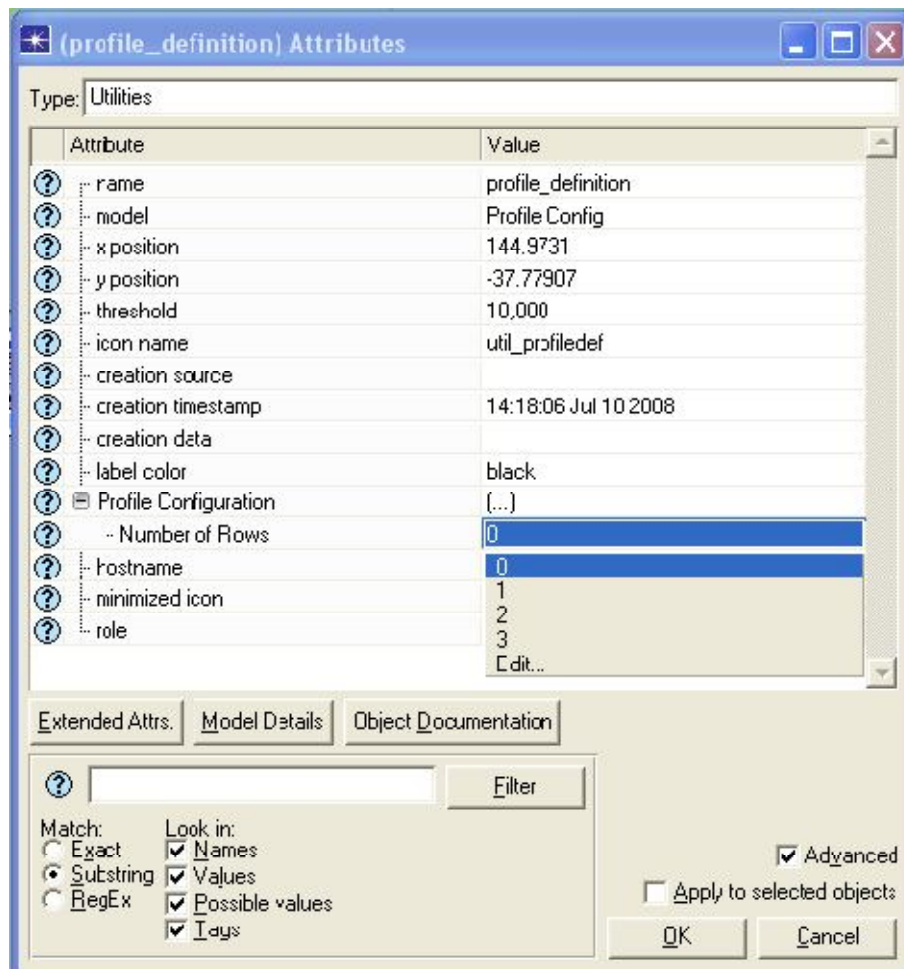 (profile_definition) Attributes
Type: Utilities
Attribute Value
name profile_definition
model Profile Config
x position 144.9731
y position -37.77907
threshold 10,000
icon name util_profiledef
creation source
creation timestamp 14:18:06 Jul 10 2008
creation data
label color black
Profile Configuration (...)
Number of Rows 0
hostname 0
minimized icon 1
2
role 3
Edit...
Extended Attrs. Model Details Object Documentation
Filter
Match: Look in:
Exact Names
Substring Values
RegEx Possible values
Tags
Advanced
Apply to selected objects
OK Cancel